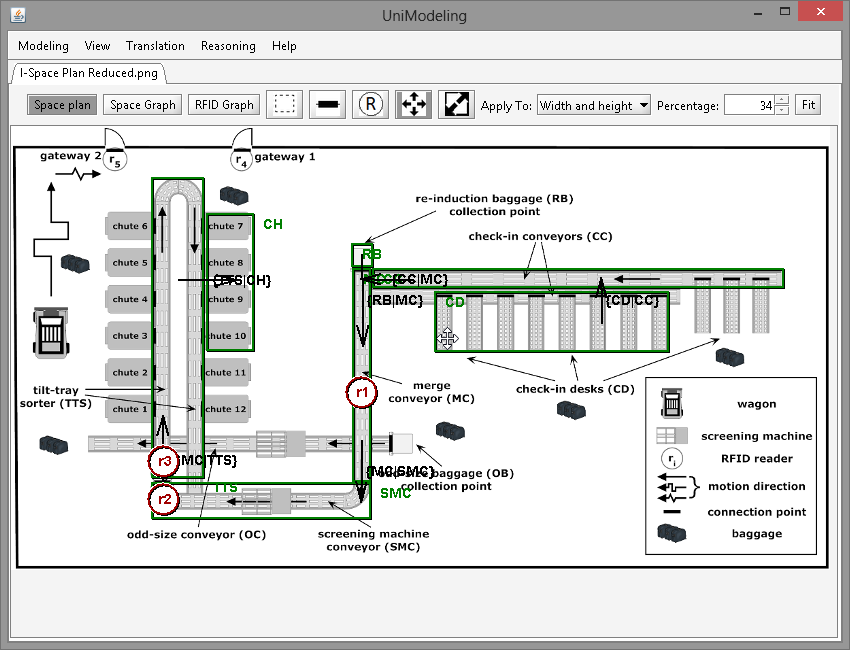 UniModeling
Modeling View Translation Reasoning Help
I-Space Plan Reduced.png
Space plan Space Graph RFID Graph R Apply To: Width and height Percentage: 34 Fit
gateway 2 r5 r4 gateway 1
re-induction baggage (RB)
collection point
check-in conveyors (CC)
chute 6 chute 7 CH
RB
chute 5 chute 8
{TTS|CH} {CC|MC}
chute 4 chute 9 {RB|MC} CD {CD|CC}
chute 3 chute 10
chute 2 chute 11
tilt-tray
sorter (TTS)
merge
conveyor (MC)
check-in desks (CD)
r1
chute 1 chute 12
wagon
screening machine
r3 {MC|TTS}
ri RFID reader
{MC|SMC} odd-size baggage (OB)
collection point
motion direction
r2 TTS SMC
connection point
odd-size conveyor (OC)
screening machine
conveyor (SMC)
baggage